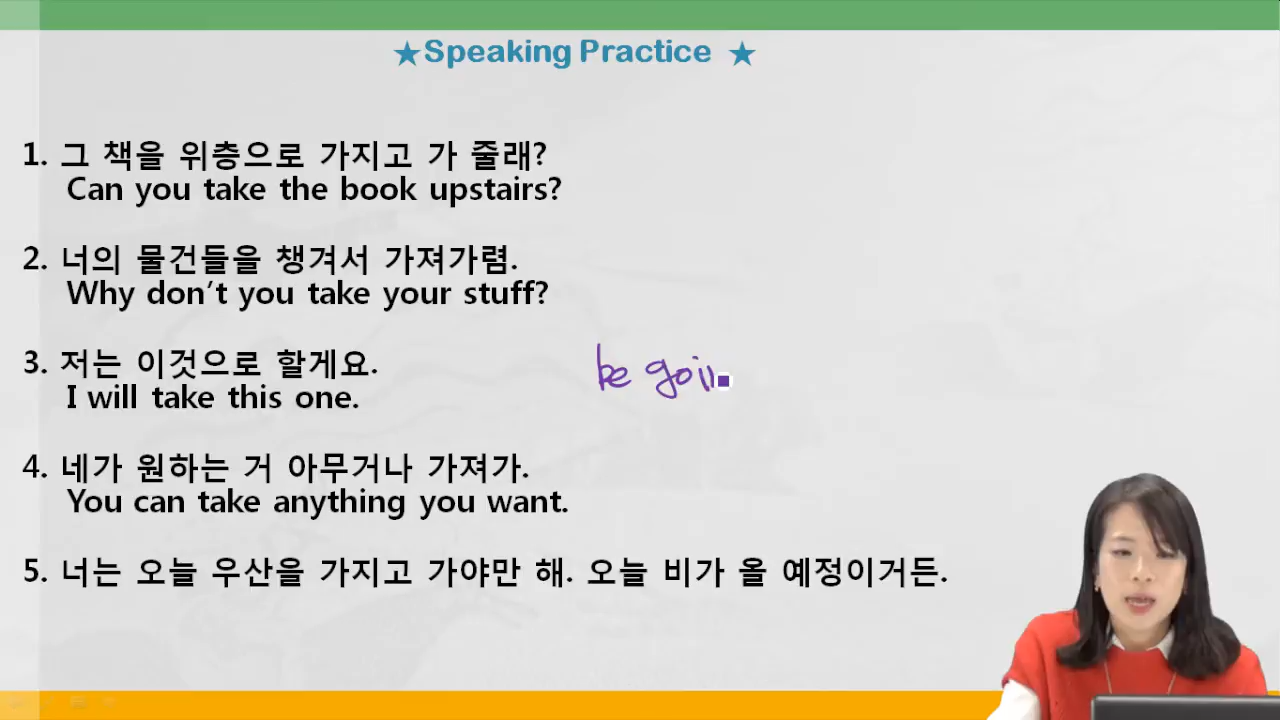 ★Speaking Practice ★
1. 그 책을 위층으로 가지고 가 줄래?
Can you take the book upstairs?
2. 너의 물건들을 챙겨서 가져가렴.
Why don't you take your stuff?
3. 저는 이것으로 할게요.
I will take this one.
be goin
4. 네가 원하는 거 아무거나 가져가.
You can take anything you want.
5. 너는 오늘 우산을 가지고 가야만 해. 오늘 비가 올 예정이거든.